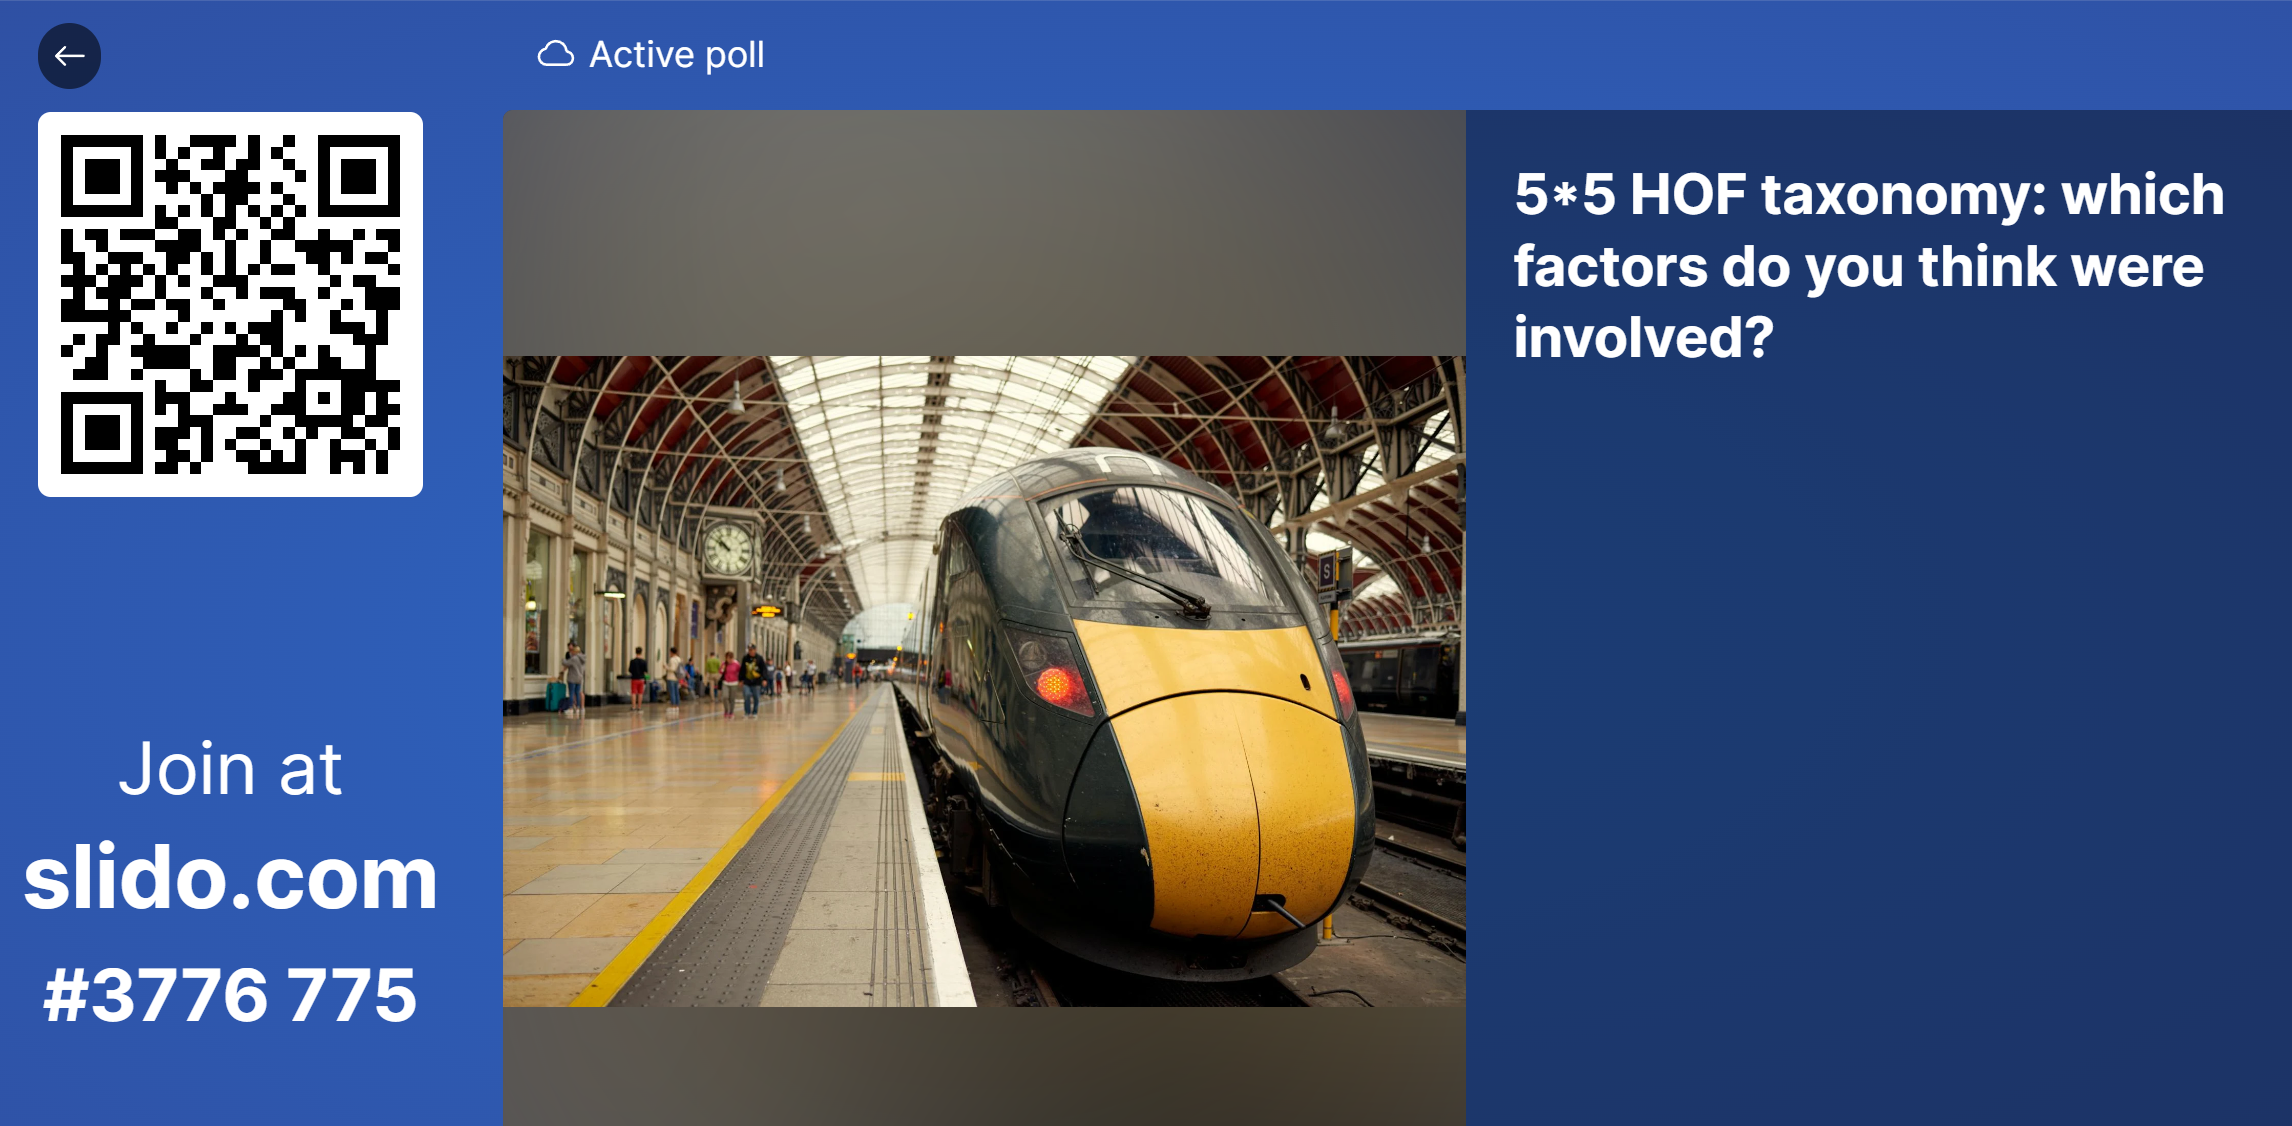 Active poll
5*5 HOF taxonomy: which
factors do you think were
involved?
S
Join at
slido.com
#3776 775